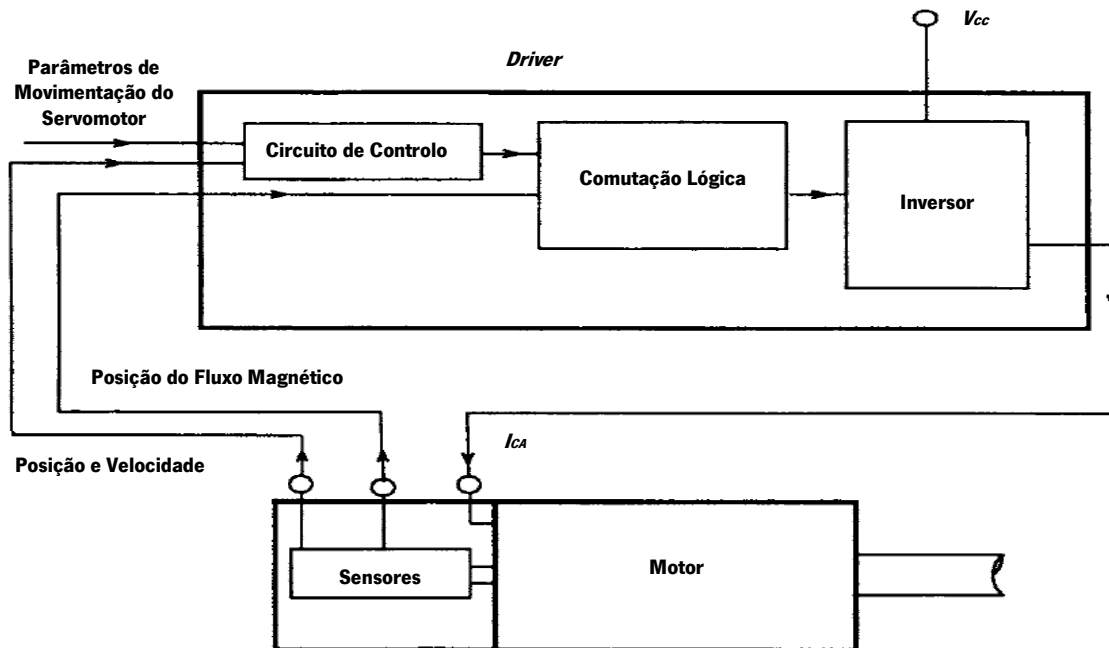 Vcc
Driver
Parâmetros de
Movimentação do
Servomotor
Circuito de Controlo
Comutação Lógica
Inversor
Posição do Fluxo Magnético
ICA
Posição e Velocidade
Sensores
Motor